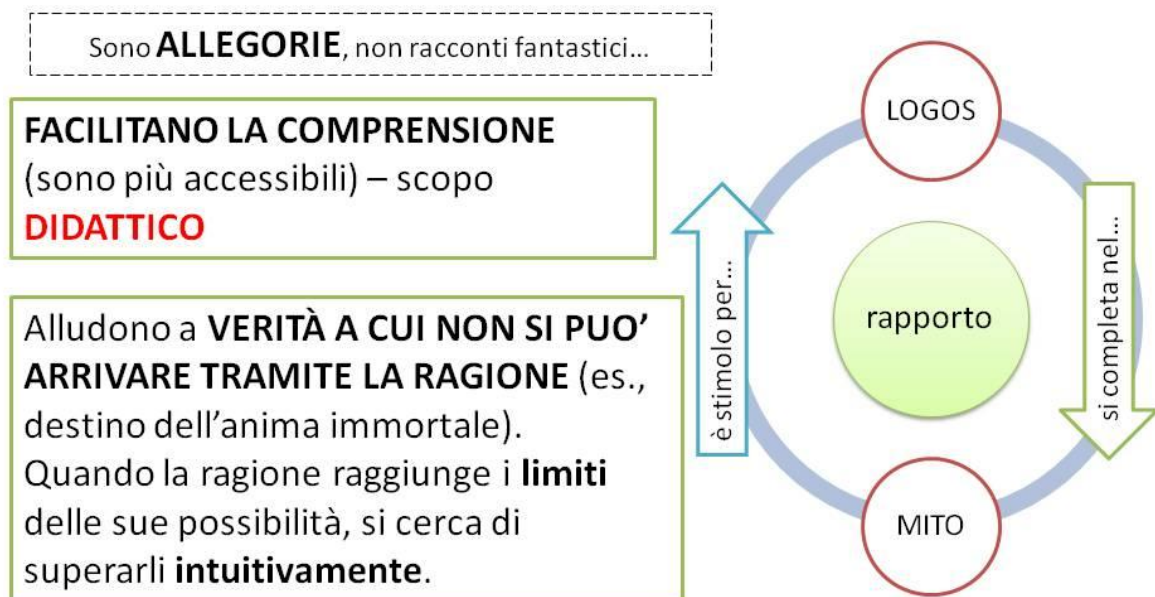 Sono ALLEGORIE, non racconti fantastici…
FACILITANO LA COMPRENSIONE
(sono più accessibili) – scopo
DIDATTICO
Alludono a VERITÀ A CUI NON SI PUO’
ARRIVARE TRAMITE LA RAGIONE (es.,
destino dell’anima immortale).
Quando la ragione raggiunge i limiti
delle sue possibilità, si cerca di
superarli intuitivamente.
LOGOS
è stimolo per…
rapporto
si completa nel…
MITO